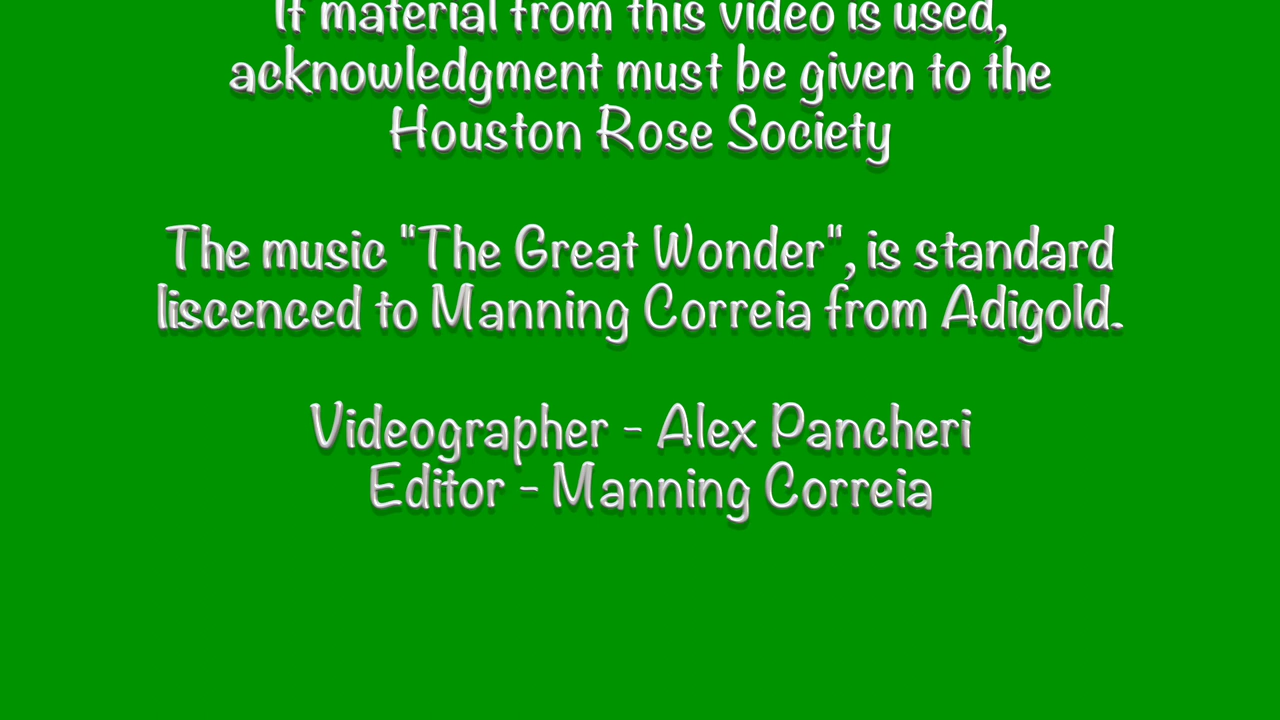 If material from this video is used,
acknowledgment must be given to the
Houston Rose Society
The music "The Great Wonder", is standard
liscenced to Manning Correia from Adigold.
Videographer - Alex Pancheri
Editor - Manning Correia